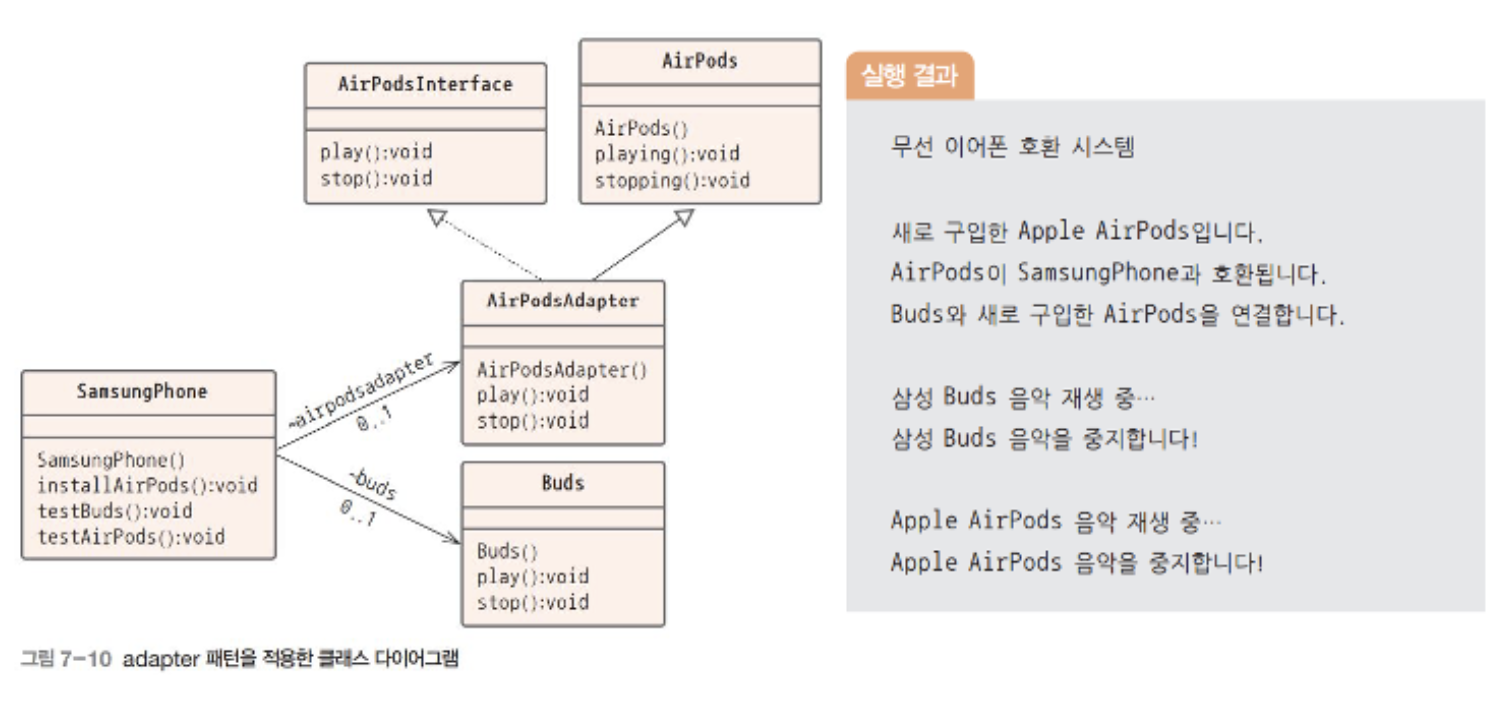 AirPodsInterface
play():void
stop():void
AirPods
AirPods()
playing():void
stopping():void
AirPodsAdapter
AirPodsAdapter()
play():void
stop():void
SamsungPhone
SamsungPhone()
installAirPods():void
testBuds():void
testAirPods():void
~airpodsadapter
0..1
~buds
0..1
Buds
Buds()
play():void
stop():void
그림 7-10 adapter 패턴을 적용한 클래스 다이어그램
실행 결과
무선 이어폰 호환 시스템
새로 구입한 Apple AirPods입니다.
AirPods이 SamsungPhone과 호환됩니다.
Buds와 새로 구입한 AirPods을 연결합니다.
삼성 Buds 음악 재생 중…
삼성 Buds 음악을 중지합니다!
Apple AirPods 음악 재생 중…
Apple AirPods 음악을 중지합니다!